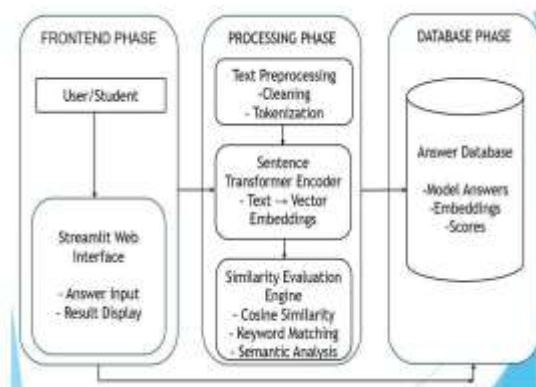 FRONTEND PHASE
User/Student
Streamlit Web
Interface
- Answer Input
- Result Display
PROCESSING PHASE
Text Preprocessing
-Cleaning
- Tokenization
Sentence
Transformer Encoder
- Text → Vector
Embeddings
Similarity Evaluation
Engine
- Cosine Similarity
- Keyword Matching
- Semantic Analysis
DATABASE PHASE
Answer Database
-Model Answers
-Embeddings
-Scores